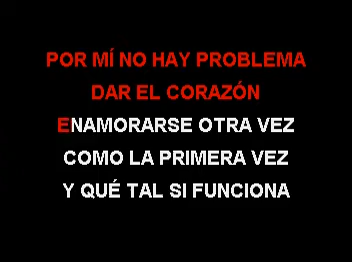 POR MÍ NO HAY PROBLEMA
DAR EL CORAZÓN
ENAMORARSE OTRA VEZ
COMO LA PRIMERA VEZ
Y QUÉ TAL SI FUNCIONA